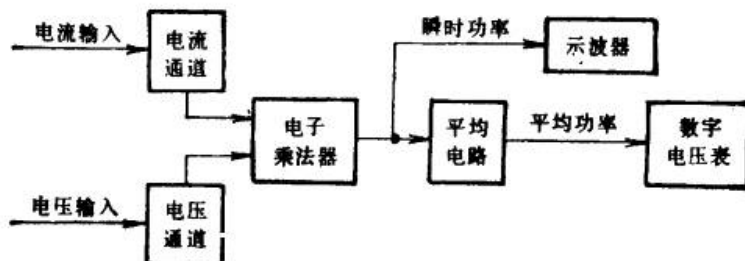 电流输入
电流
通道
瞬时功率
示波器
电子
乘法器
平均
电路
平均功率
数字
电压表
电压输入
电压
通道